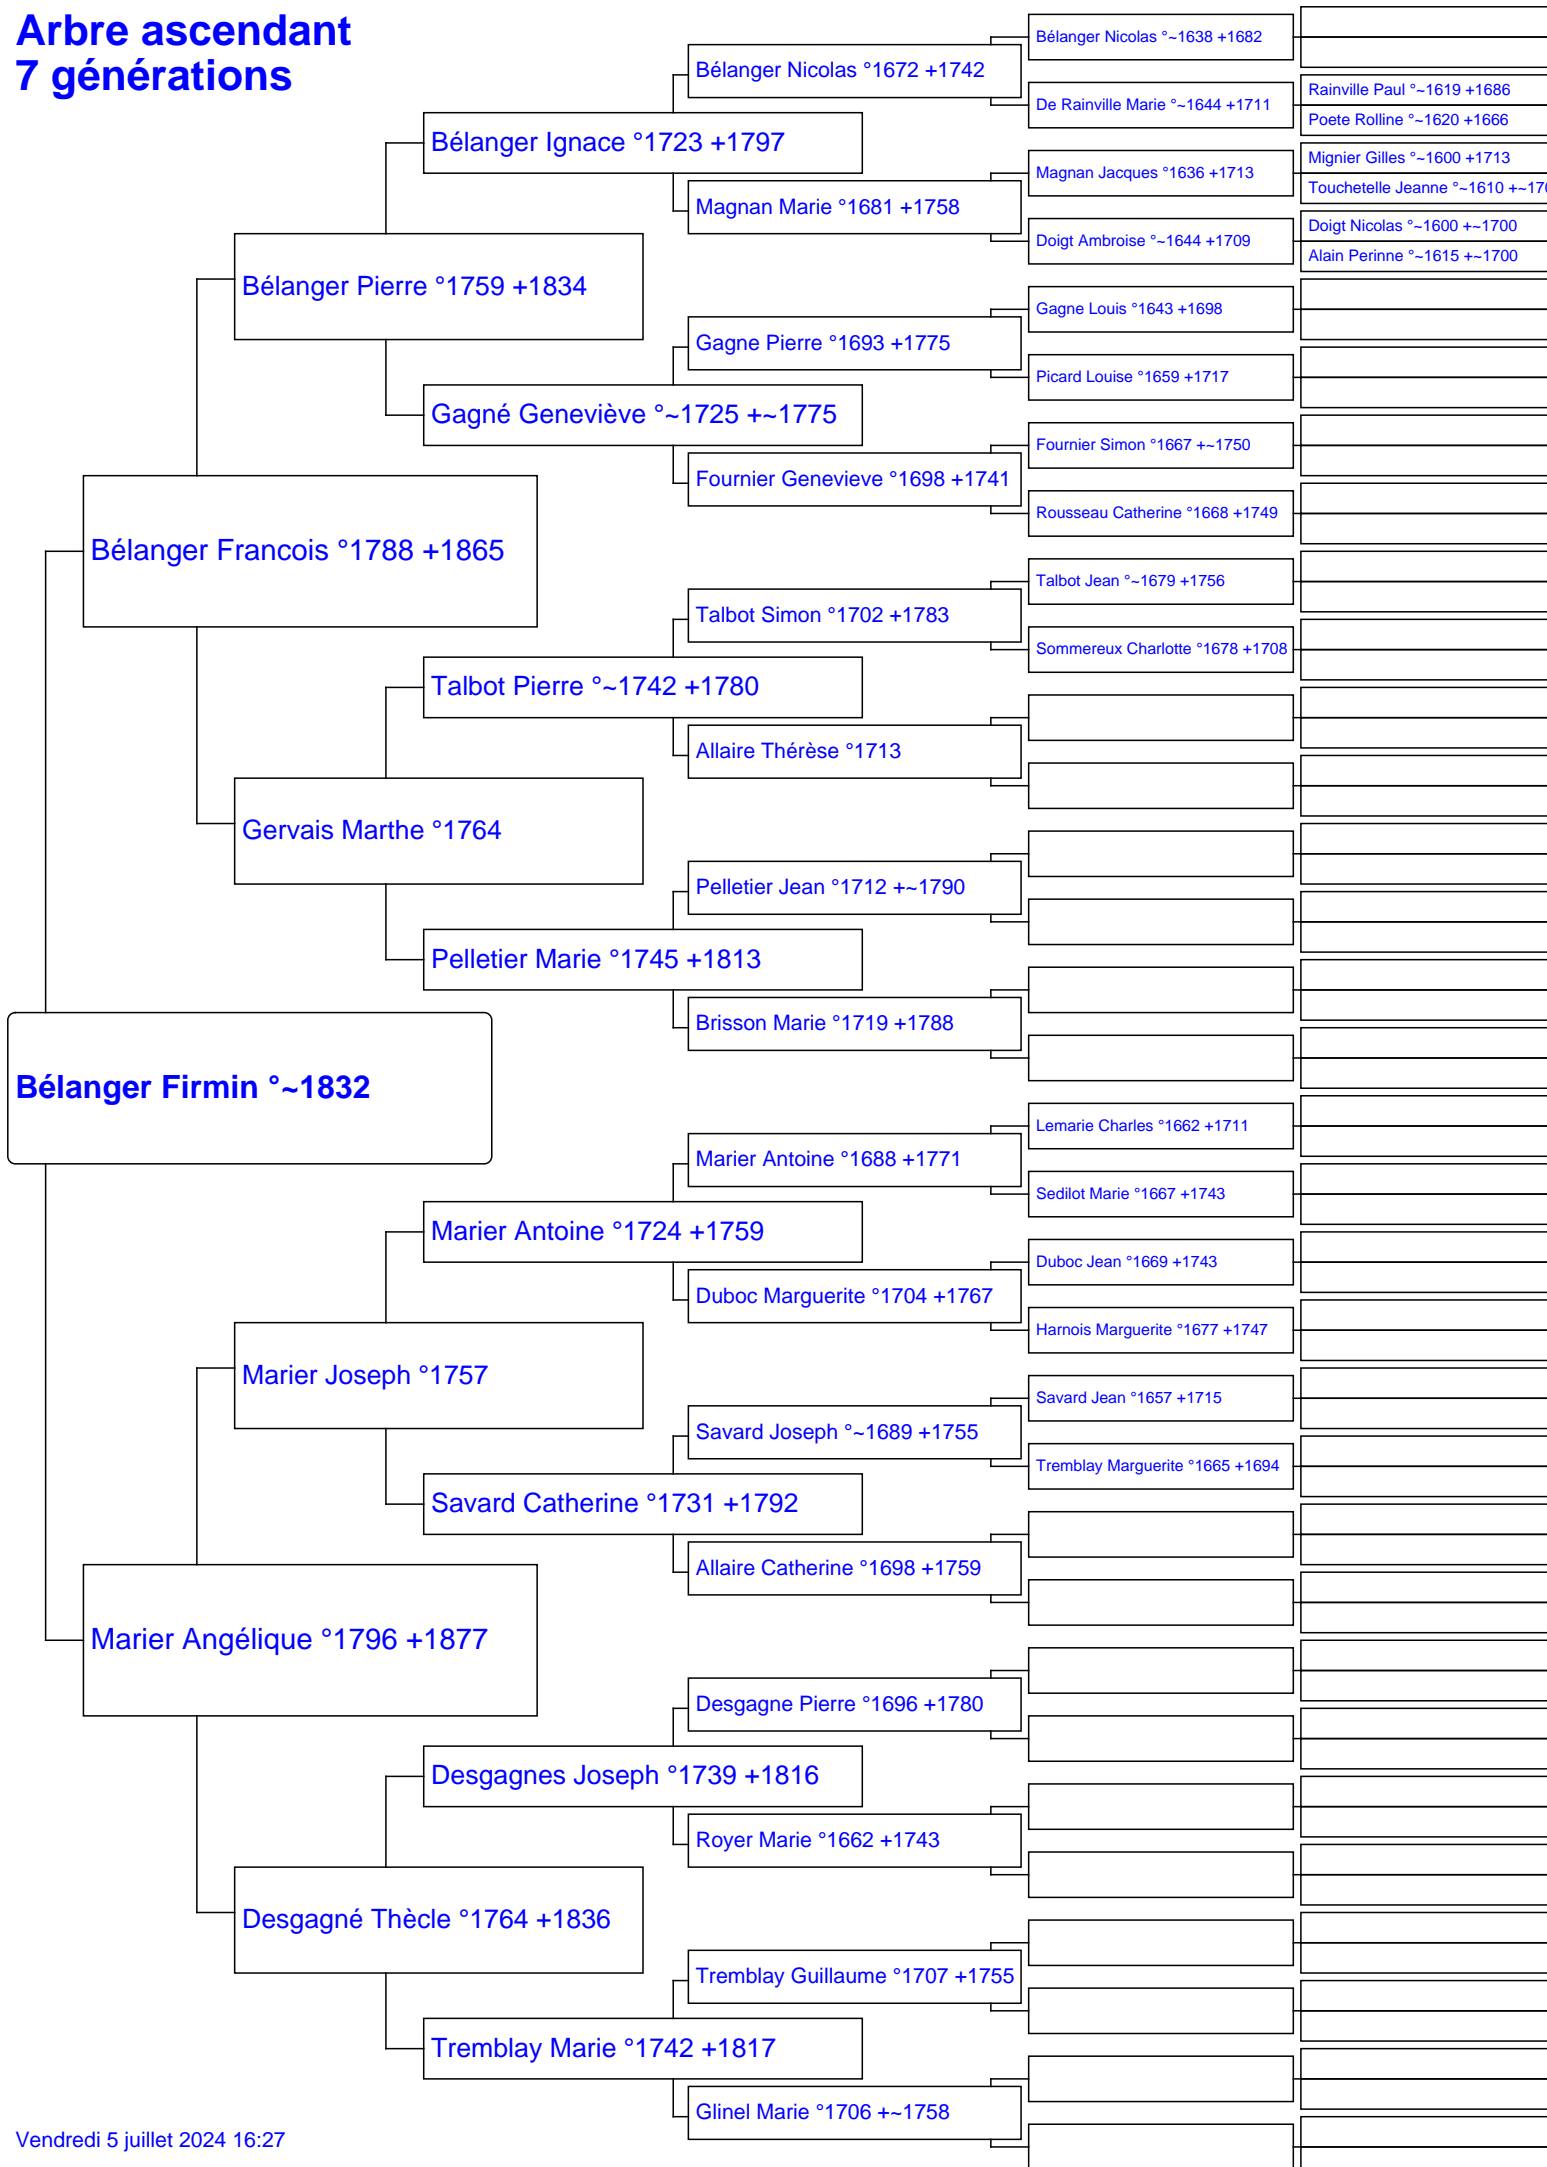 Arbre ascendant
7 générations
Bélanger Firmin °~1832
Bélanger Francois °1788 +1865
Marier Angélique °1796 +1877
Bélanger Pierre °1759 +1834
Gervais Marthe °1764
Marier Joseph °1757
Desgagné Thècle °1764 +1836
Bélanger Ignace °1723 +1797
Gagné Geneviève °~1725 +~1775
Talbot Pierre °~1742 +1780
Pelletier Marie °1745 +1813
Marier Antoine °1724 +1759
Savard Catherine °1731 +1792
Desgagnes Joseph °1739 +1816
Tremblay Marie °1742 +1817
Bélanger Nicolas °1672 +1742
Magnan Marie °1681 +1758
Gagne Pierre °1693 +1775
Fournier Genevieve °1698 +1741
Talbot Simon °1702 +1783
Allaire Thérèse °1713
Pelletier Jean °1712 +~1790
Brisson Marie °1719 +1788
Marier Antoine °1688 +1771
Duboc Marguerite °1704 +1767
Savard Joseph °~1689 +1755
Allaire Catherine °1698 +1759
Desgagne Pierre °1696 +1780
Royer Marie °1662 +1743
Tremblay Guillaume °1707 +1755
Glinel Marie °1706 +~1758
Bélanger Nicolas °~1638 +1682
De Rainville Marie °~1644 +1711
Magnan Jacques °1636 +1713
Doigt Ambroise °~1644 +1709
Gagne Louis °1643 +1698
Picard Louise °1659 +1717
Fournier Simon °1667 +~1750
Rousseau Catherine °1668 +1749
Talbot Jean °~1679 +1756
Sommereux Charlotte °1678 +1708
Lemarie Charles °1662 +1711
Sedilot Marie °1667 +1743
Duboc Jean °1669 +1743
Harnois Marguerite °1677 +1747
Savard Jean °1657 +1715
Tremblay Marguerite °1665 +1694
Rainville Paul °~1619 +1686
Poete Rolline °~1620 +1666
Mignier Gilles °~1600 +1713
Touchetelle Jeanne °~1610
Doigt Nicolas °~1600 +~1700
Alain Perinne °~1615 +~1700
Vendredi 5 juillet 2024 16:27